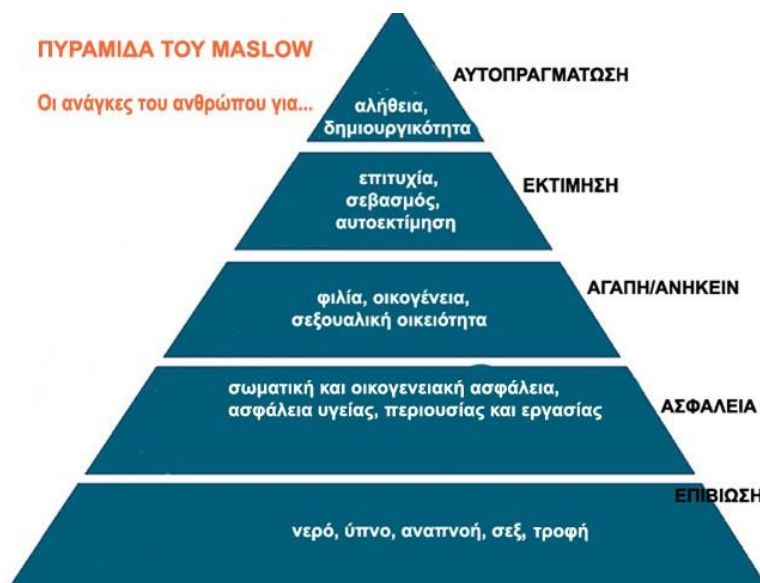 ΠΥΡΑΜΙΔΑ ΤΟΥ MASLOW
Οι ανάγκες του ανθρώπου για...
ΑΥΤΟΠΡΑΓΜΑΤΩΣΗ
αλήθεια,
δημιουργικότητα
ΕΚΤΙΜΗΣΗ
επιτυχία,
σεβασμός,
αυτοεκτίμηση
ΑΓΑΠΗ/ΑΝΗΚΕΙΝ
φιλία, οικογένεια,
σεξουαλική οικειότητα
ΑΣΦΑΛΕΙΑ
σωματική και οικογενειακή ασφάλεια,
ασφάλεια υγείας, περιουσίας και εργασίας
ΕΠΙΒΙΩΣΗ
νερό, ύπνο, αναπνοή, σεξ, τροφή